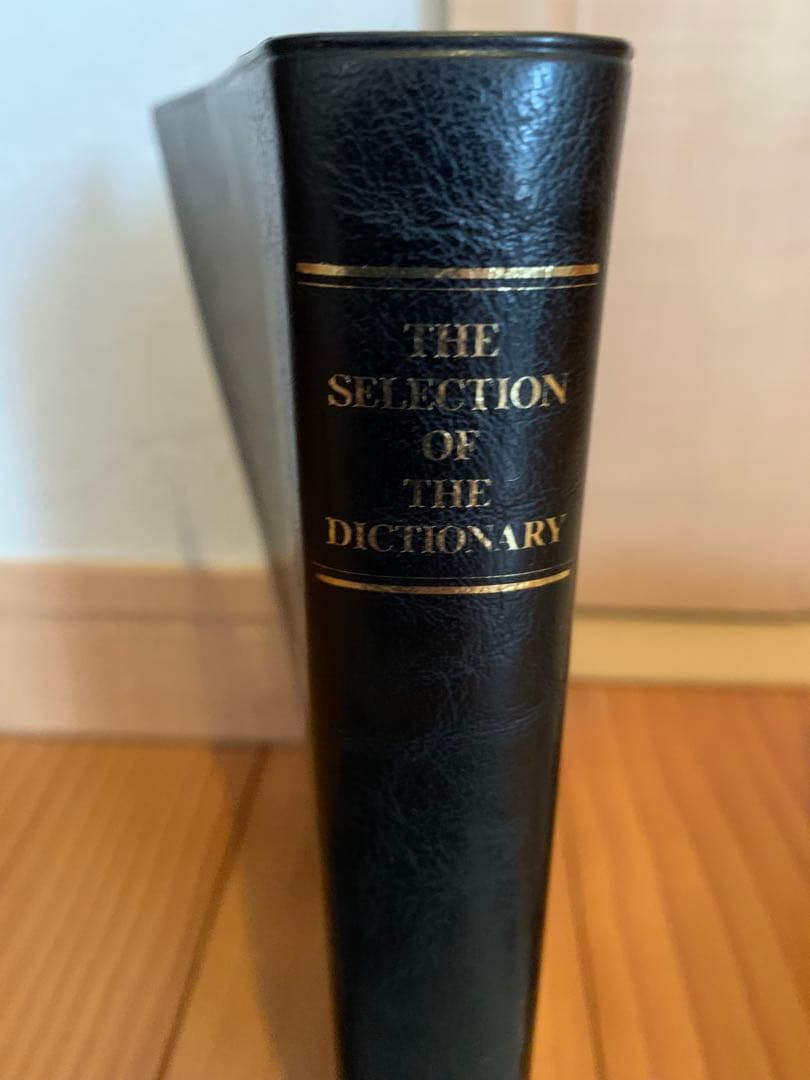 THE
SELECTION
OF
THE
DICTIONARY